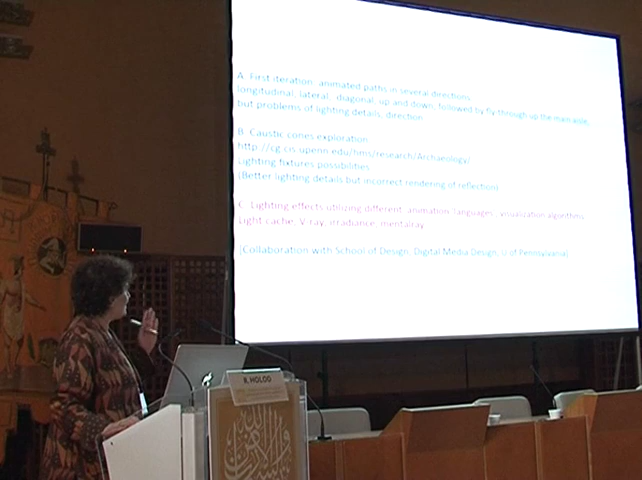 A. First iteration: animated paths in several directions
longitudinal, lateral, diagonal, up and down, followed by fly-through up the main aisle,
but problems of lighting details, direction
B. Caustic cones exploration
http://cg.cis.upenn.edu/hms/research/Archaeology/
Lighting fixtures possibilities
(Better lighting details but incorrect rendering of reflection)
C. Lighting effects utilizing different animation languages, visualization algorithms
Light cache, V-ray: irradiance, mentalray
[Collaboration with School of Design, Digital Media Design, U of Pennsylvania]
R. HOLOD